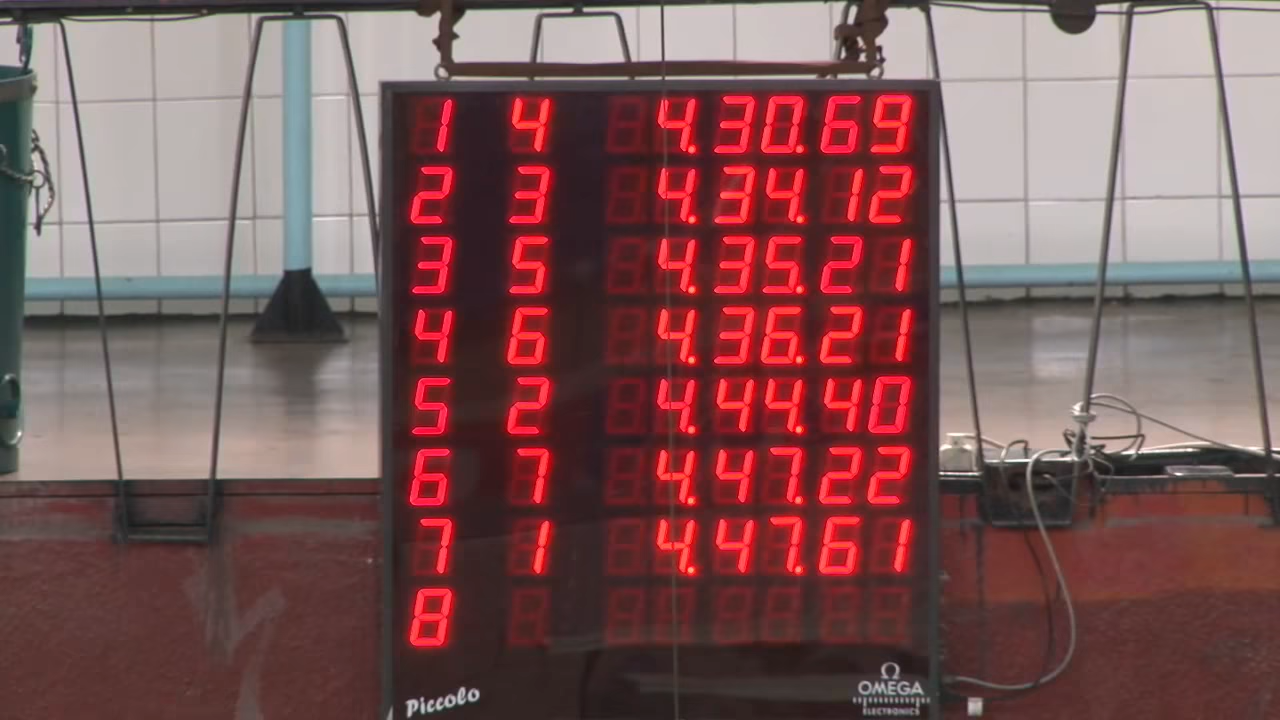 1 4 4.30.69
2 3 4.34.12
3 5 4.35.21
4 6 4.36.21
5 2 4.44.40
6 7 4.47.22
7 1 4.47.61
8
Piccolo
Ω
OMEGA
ELECTRONICS